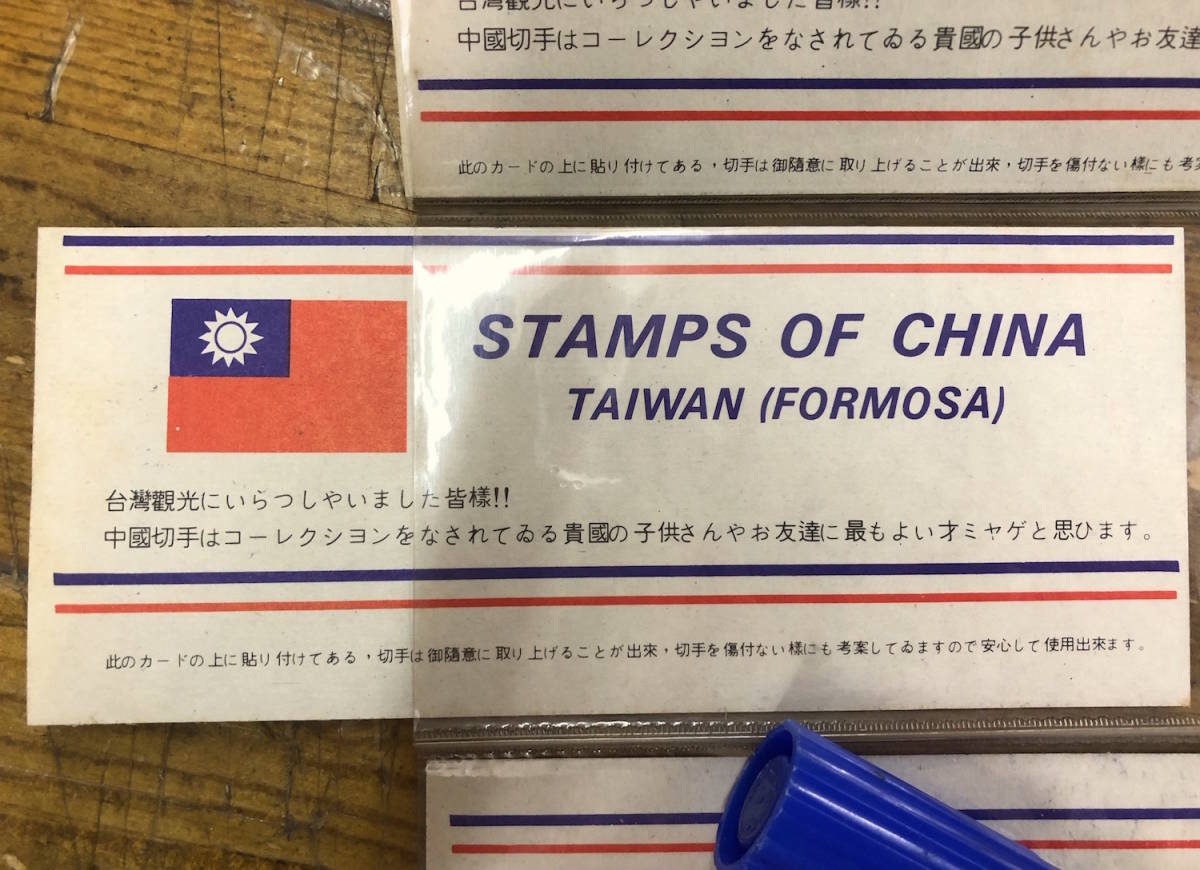 台灣觀光にいらつしやいました皆樣!!
中國切手はコーレクシヨンをなされてゐる貴國の子供さんやお友達
此のカードの上に貼り付けてある，切手は御隨意に取り上げることが出來，切手を傷付ない樣にも考案
STAMPS OF CHINA
TAIWAN (FORMOSA)
台灣觀光にいらつしやいました皆樣!!
中國切手はコーレクシヨンをなされてゐる貴國の子供さんやお友達に最もよい才ミヤゲと思ひます。
此のカードの上に貼り付けてある，切手は御隨意に取り上げることが出來，切手を傷付ない樣にも考案してゐますので安心して使用出來ます。